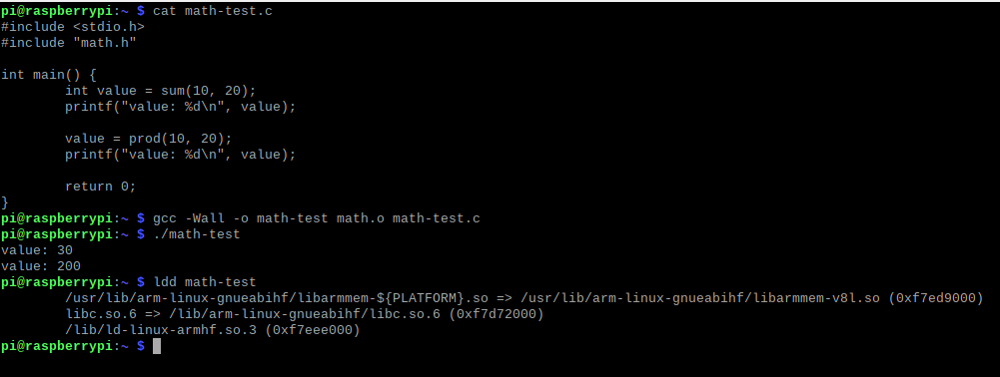 pi@raspberrypi:~ $ cat math-test.c
#include <stdio.h>
#include "math.h"

int main() {
        int value = sum(10, 20);
        printf("value: %d\n", value);

        value = prod(10, 20);
        printf("value: %d\n", value);

        return 0;
}
pi@raspberrypi:~ $ gcc -Wall -o math-test math.o math-test.c
pi@raspberrypi:~ $ ./math-test
value: 30
value: 200
pi@raspberrypi:~ $ ldd math-test
        /usr/lib/arm-linux-gnueabihf/libarmmem-${PLATFORM}.so => /usr/lib/arm-linux-gnueabihf/libarmmem-v8l.so (0xf7ed9000)
        libc.so.6 => /lib/arm-linux-gnueabihf/libc.so.6 (0xf7d72000)
        /lib/ld-linux-armhf.so.3 (0xf7eee000)
pi@raspberrypi:~ $